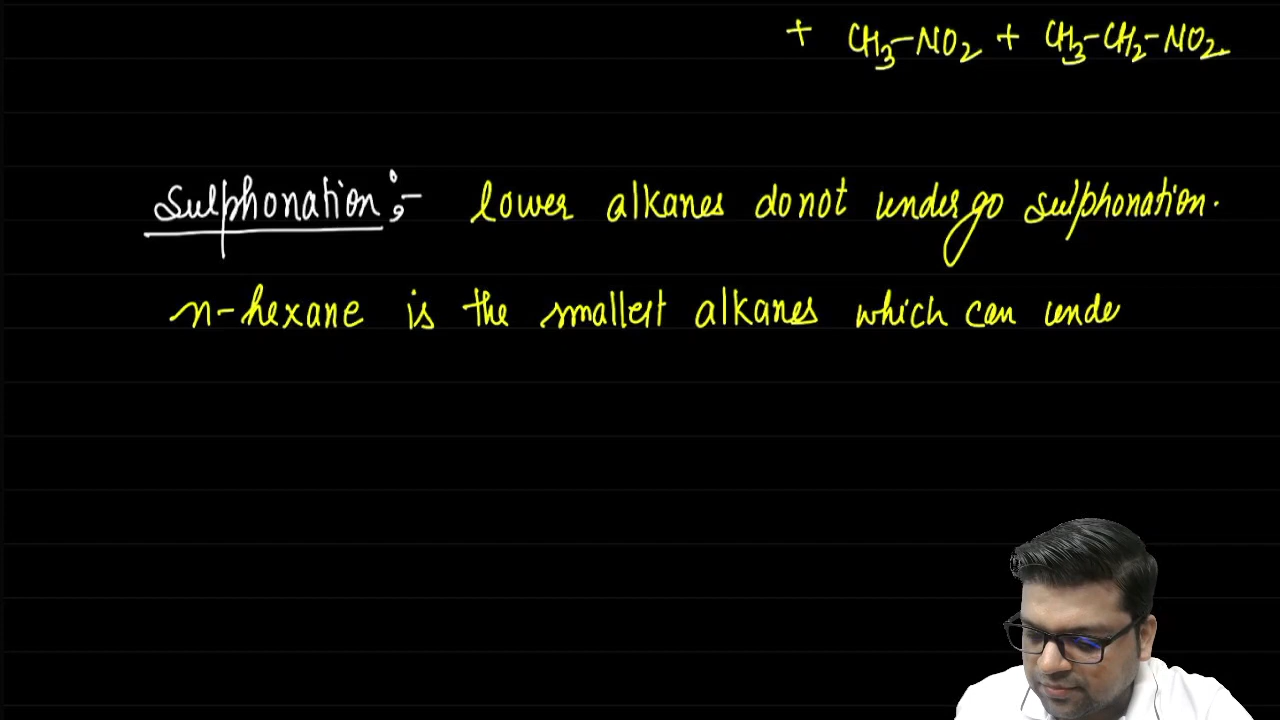 + CH3-NO2 + CH3-CH2-NO2.
Sulphonation :- lower alkanes donot undergo sulphonation.
n-hexane is the smallest alkanes which can unde